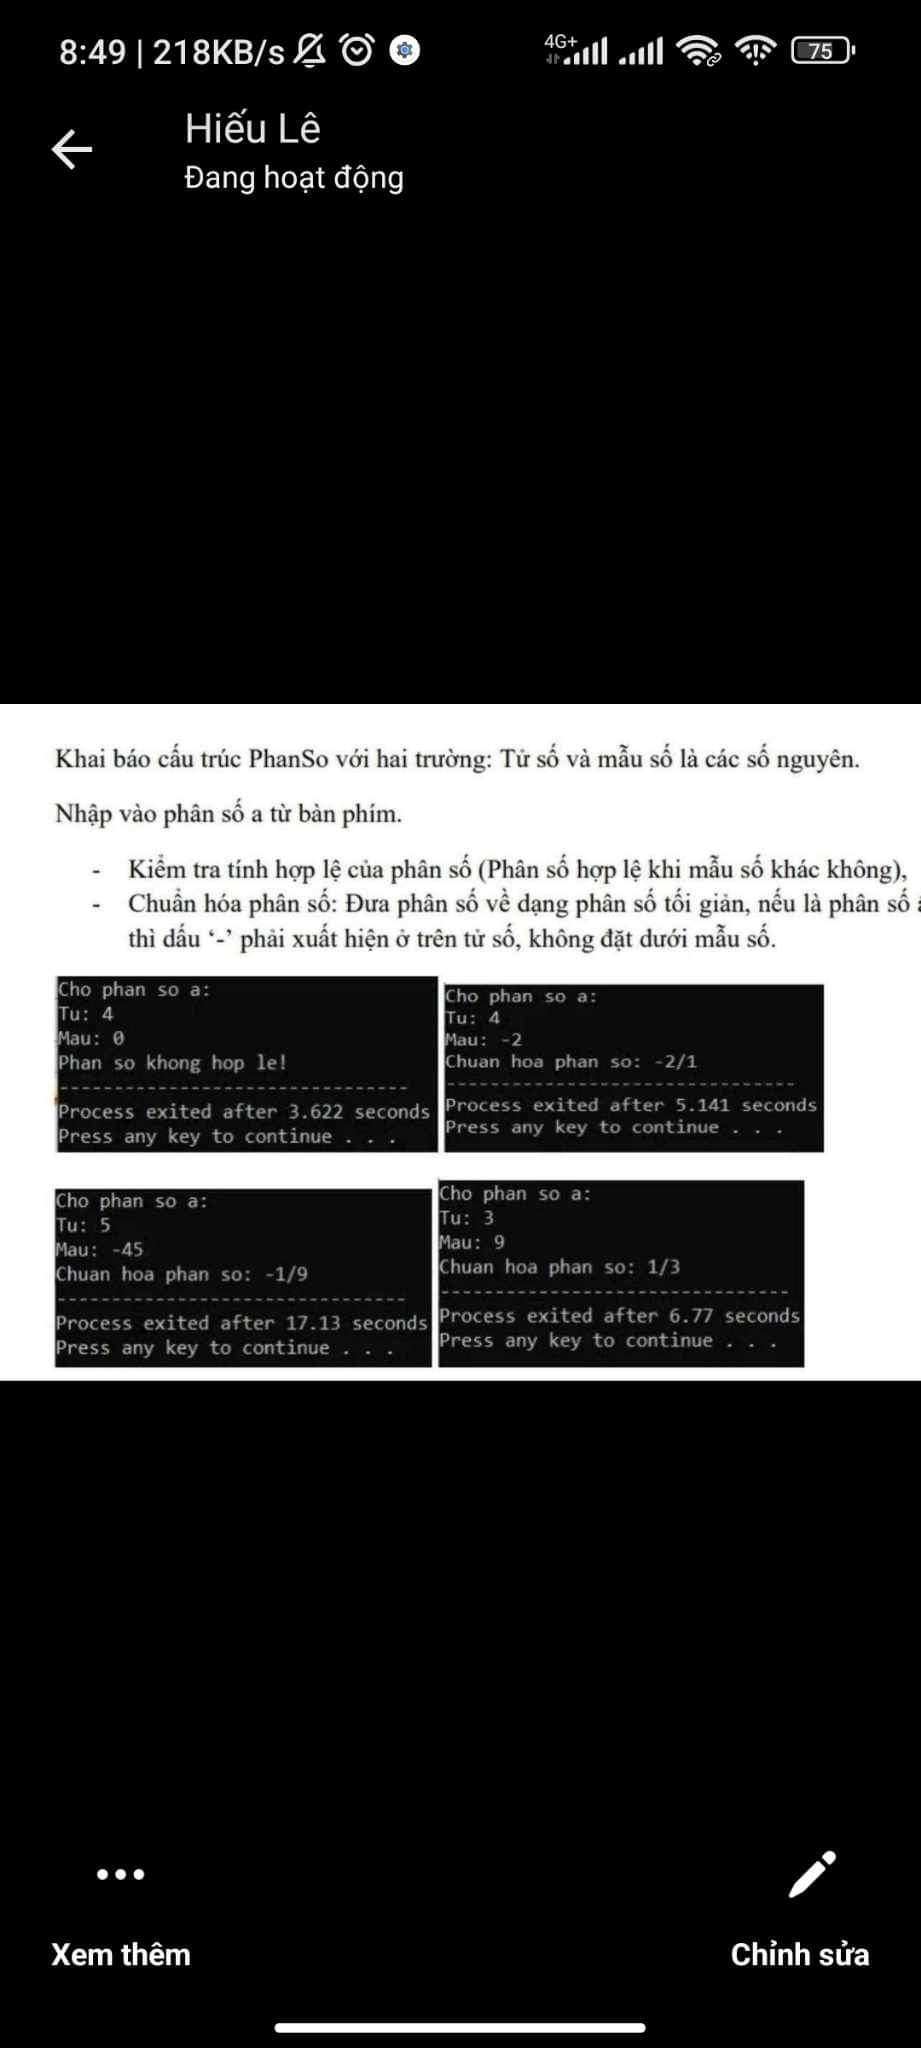 8:49 | 218KB/s
4G+
75
Hiếu Lê
Đang hoạt động
Khai báo cấu trúc PhanSo với hai trường: Tử số và mẫu số là các số nguyên.
Nhập vào phân số a từ bàn phím.
- Kiểm tra tính hợp lệ của phân số (Phân số hợp lệ khi mẫu số khác không),
- Chuẩn hóa phân số: Đưa phân số về dạng phân số tối giản, nếu là phân số
thì dấu ‘-’ phải xuất hiện ở trên tử số, không đặt dưới mẫu số.
Cho phan so a:
Tu: 4
Mau: 0
Phan so khong hop le!
--------------------------------
Process exited after 3.622 seconds
Press any key to continue . . .
Cho phan so a:
Tu: 4
Mau: -2
Chuan hoa phan so: -2/1
--------------------------------
Process exited after 5.141 seconds
Press any key to continue . . .
Cho phan so a:
Tu: 5
Mau: -45
Chuan hoa phan so: -1/9
--------------------------------
Process exited after 17.13 seconds
Press any key to continue . . .
Cho phan so a:
Tu: 3
Mau: 9
Chuan hoa phan so: 1/3
--------------------------------
Process exited after 6.77 seconds
Press any key to continue . . .
Xem thêm
Chỉnh sửa